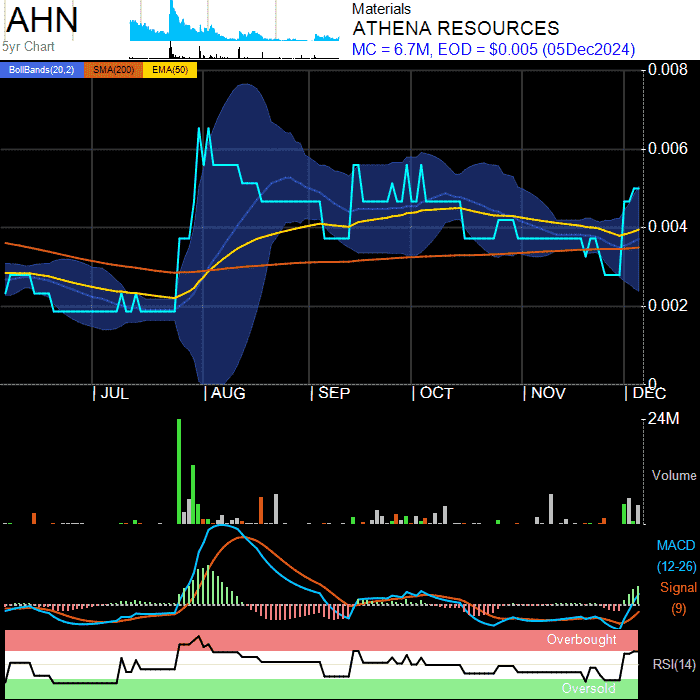 AHN
5yr Chart
Materials
ATHENA RESOURCES
MC = 6.7M, EOD = $0.005 (05Dec2024)
BollBands(20,2) SMA(200) EMA(50)
0.008
0.006
0.004
0.002
0
JUL AUG SEP OCT NOV DEC
24M
Volume
MACD
(12-26)
Signal
(9)
Overbought
RSI(14)
Oversold